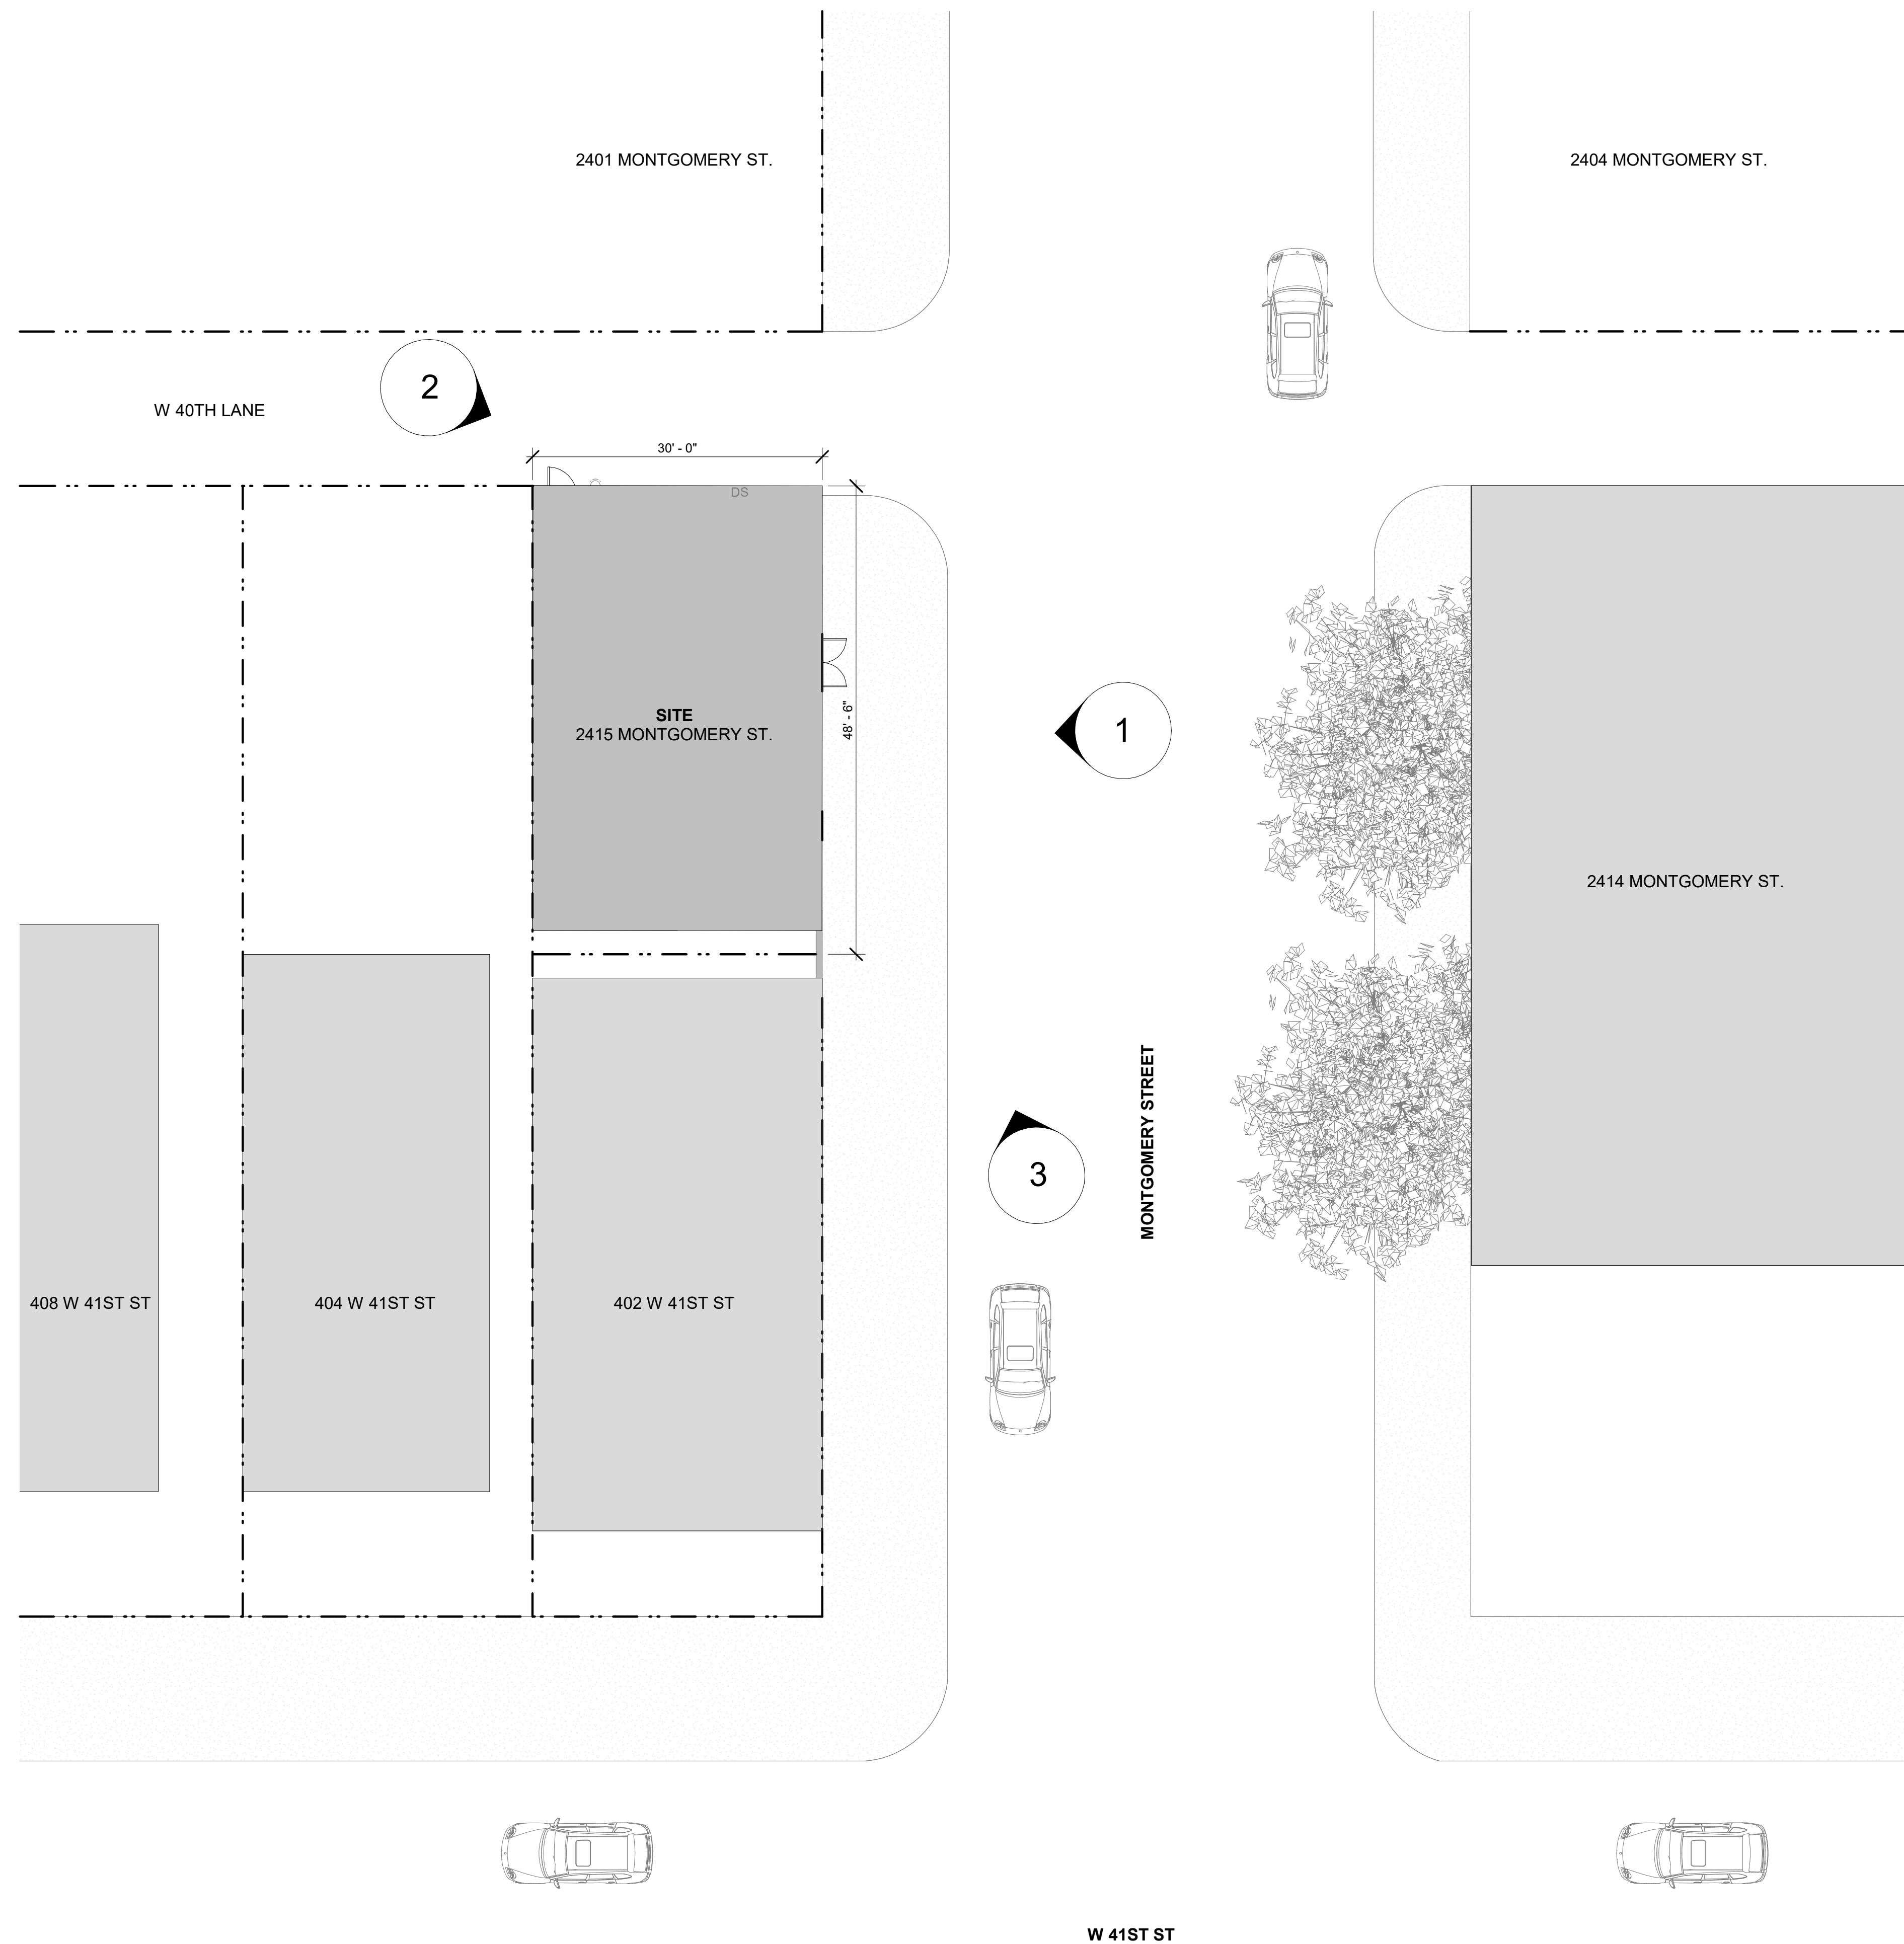 2401 MONTGOMERY ST.
2404 MONTGOMERY ST.
2
W 40TH LANE
30' - 0"
DS
SITE
2415 MONTGOMERY ST.
48' - 6"
1
2414 MONTGOMERY ST.
MONTGOMERY STREET
3
408 W 41ST ST
404 W 41ST ST
402 W 41ST ST
W 41ST ST